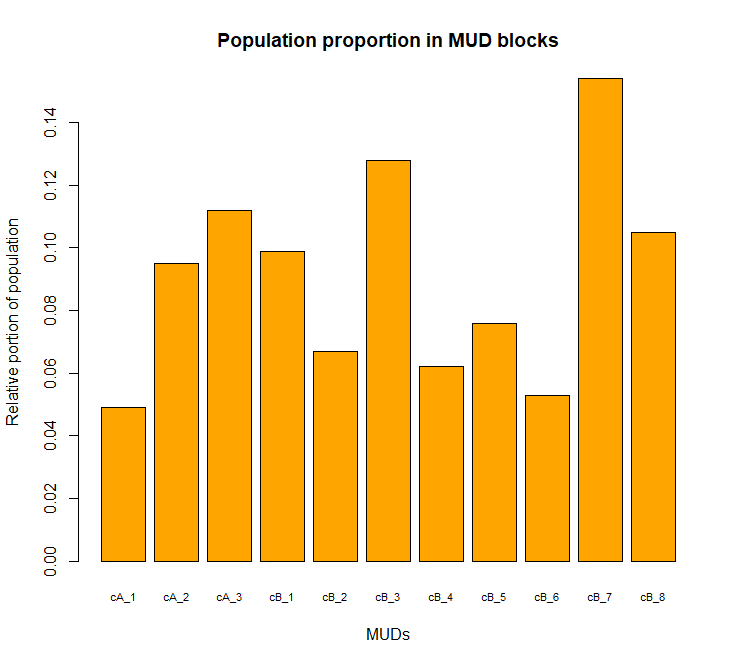 Population proportion in MUD blocks
Relative portion of population
0.14
0.12
0.10
0.08
0.06
0.04
0.02
0.00
cA_1 cA_2 cA_3 cB_1 cB_2 cB_3 cB_4 cB_5 cB_6 cB_7 cB_8
MUDs